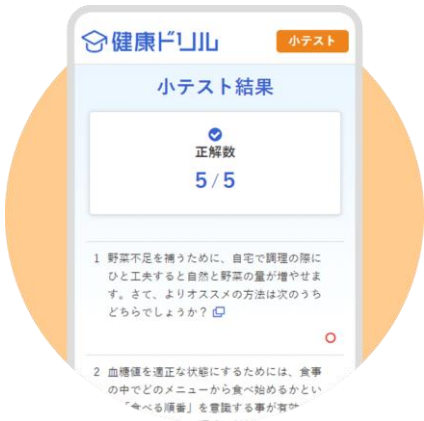 健康ドリル
小テスト
小テスト結果
正解数
5/5
1 野菜不足を補うために、自宅で調理の際に
ひと工夫すると自然と野菜の量が増やせま
す。さて、よりオススメの方法は次のうち
どちらでしょうか？
2 血糖値を適正な状態にするためには、食事
の中でどのメニューから食べ始めるかとい
「食べる順番」を意識する事が有効